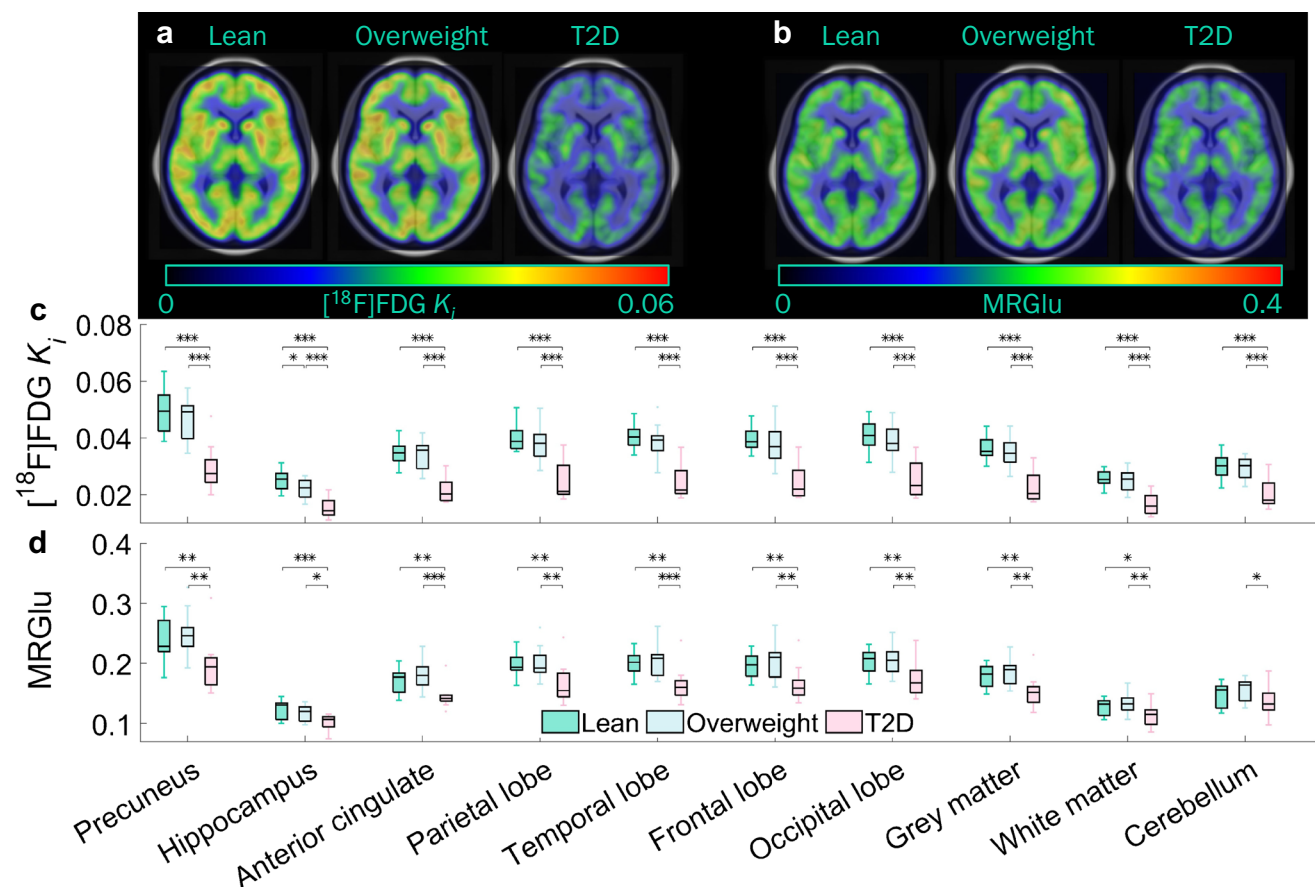 a Lean Overweight T2D b Lean Overweight T2D
0 [¹⁸F]FDG Kᵢ 0.06 0 MRGlu 0.4
c
[¹⁸F]FDG Kᵢ
0.08
0.06
0.04
0.02
*** *** *** *** *** *** *** *** *** ***
*** * *** *** *** *** *** *** *** *** ***
d
MRGlu
0.4
0.3
0.2
0.1
** *** ** ** ** ** ** ** *
** * *** ** *** ** ** ** ** *
Lean Overweight T2D
Precuneus
Hippocampus
Anterior cingulate
Parietal lobe
Temporal lobe
Frontal lobe
Occipital lobe
Grey matter
White matter
Cerebellum